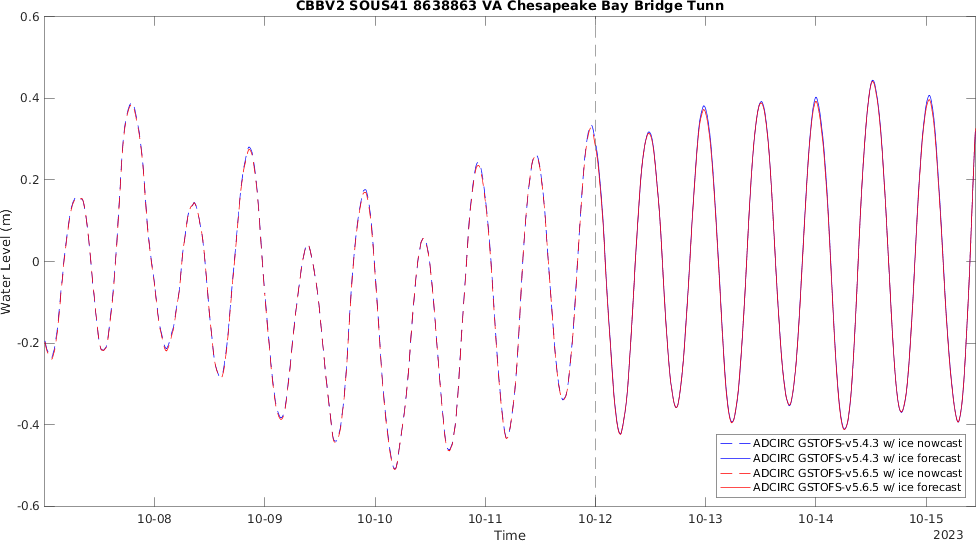 CBBV2 SOUS41 8638863 VA Chesapeake Bay Bridge Tunn
0.6
0.4
0.2
0
-0.2
-0.4
-0.6
Water Level (m)
10-08 10-09 10-10 10-11 10-12 10-13 10-14 10-15
Time
2023
ADCIRC GSTOFS-v5.4.3 w/ ice nowcast
ADCIRC GSTOFS-v5.4.3 w/ ice forecast
ADCIRC GSTOFS-v5.6.5 w/ ice nowcast
ADCIRC GSTOFS-v5.6.5 w/ ice forecast